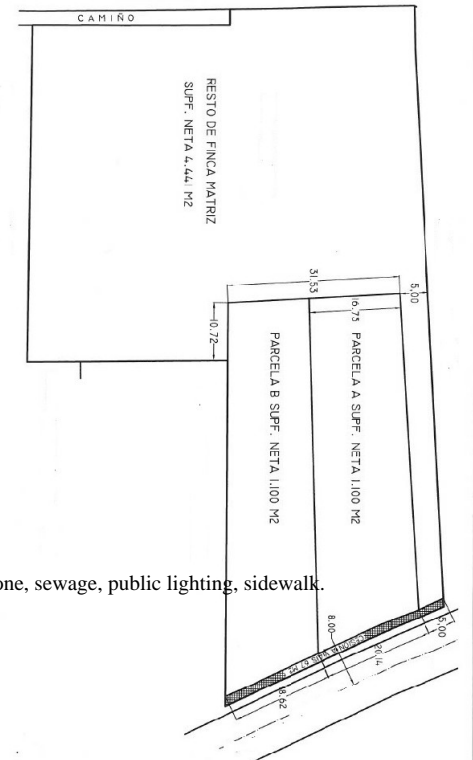 CAMIÑO
RESTO DE FINCA MATRIZ
SUPF. NETA 4.441 M2
31.53
5,00
16.73
10.72
PARCELA A SUPF. NETA 1.100 M2
PARCELA B SUPF. NETA 1.100 M2
one, sewage, public lighting, sidewalk.
5,00
8.00
20.14
18.62